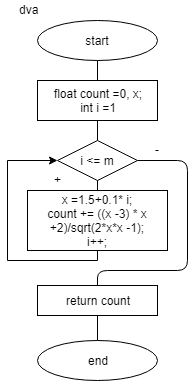 dva
start
float count =0, x;
int i =1
i <= m
-
+
x =1.5+0.1* i;
count += ((x -3) * x
+2)/sqrt(2*x*x -1);
i++;
return count
end